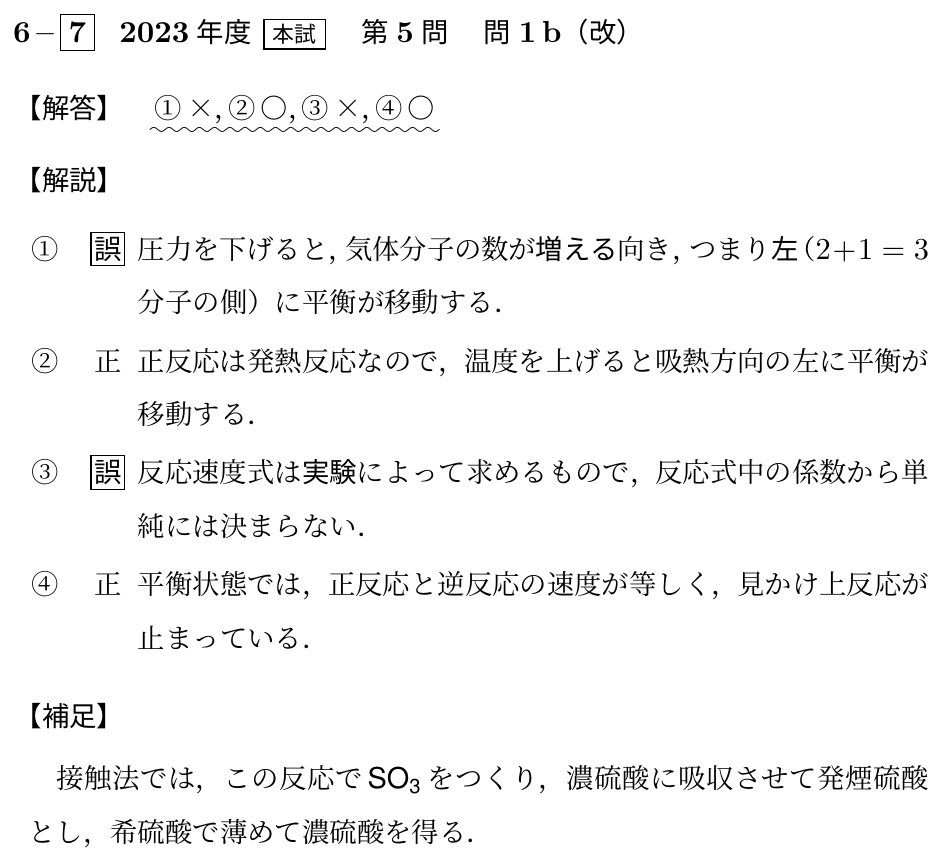 6–7 2023年度 本試 第5問 問1b（改）
【解答】 ①×,②○,③×,④○
【解説】
① 誤 圧力を下げると，気体分子の数が増える向き，つまり左（2+1=3
分子の側）に平衡が移動する．
② 正 正反応は発熱反応なので，温度を上げると吸熱方向の左に平衡が
移動する．
③ 誤 反応速度式は実験によって求めるもので，反応式中の係数から単
純には決まらない．
④ 正 平衡状態では，正反応と逆反応の速度が等しく，見かけ上反応が
止まっている．
【補足】
接触法では，この反応でSO₃をつくり，濃硫酸に吸収させて発煙硫酸
とし，希硫酸で薄めて濃硫酸を得る．